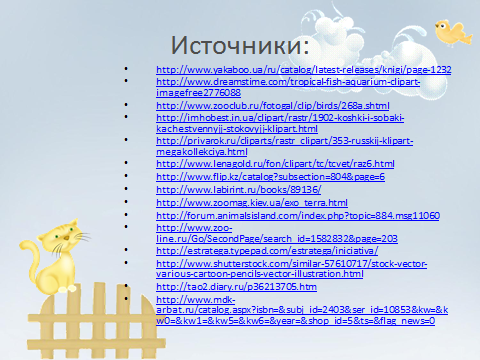 Источники:
• http://www.yakaboo.ua/ru/catalog/latest-releases/knigi/page-1232
• http://www.dreamstime.com/tropical-fish-aquarium-clipart-
imagefree2776088
• http://www.zooclub.ru/fotogal/clip/birds/268a.shtml
• http://imhobest.in.ua/clipart/rastr/1902-koshki-i-sobaki-
kachestvennyjj-stokovyjj-klipart.html
• http://privarok.ru/cliparts/rastr_clipart/353-russkij-klipart-
megakollekciya.html
• http://www.lenagold.ru/fon/clipart/tc/tcvet/raz6.html
• http://www.flip.kz/catalog?subsection=804&page=6
• http://www.labirint.ru/books/89136/
• http://www.zoomag.kiev.ua/exo_terra.html
• http://forum.animalsisland.com/index.php?topic=884.msg11060
• http://www.zoo-
line.ru/Go/SecondPage/search_id=1582832&page=203
• http://estratega.typepad.com/estratega/iniciativa/
• http://www.shutterstock.com/similar-57610717/stock-vector-
various-cartoon-pencils-vector-illustration.html
• http://tao2.diary.ru/p36213705.htm
• http://www.mdk-
arbat.ru/catalog.aspx?isbn=&subj_id=2403&ser_id=10853&kw=&k
w0=&kw1=&kw5=&kw6=&year=&shop_id=5&ts=&flag_news=0